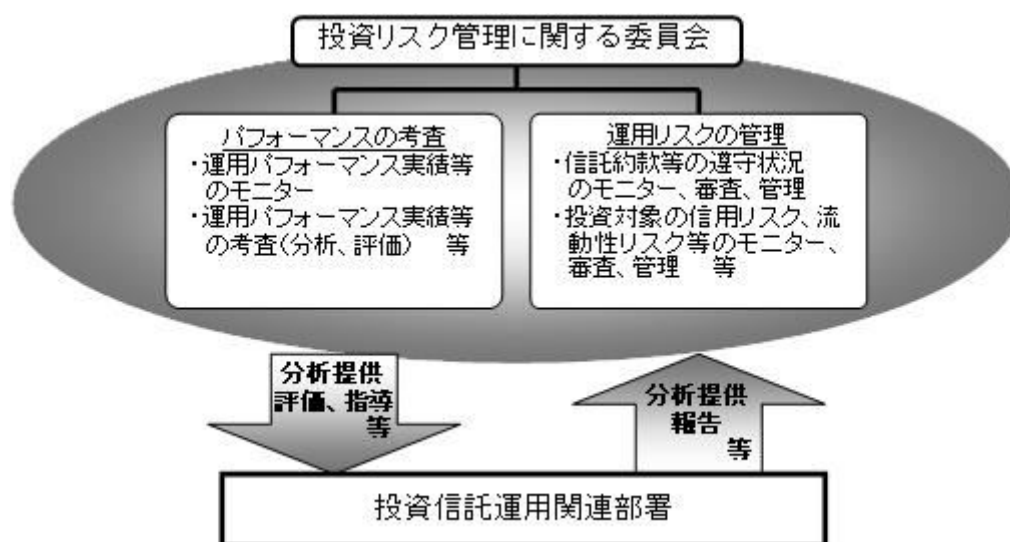 投資リスク管理に関する委員会
パフォーマンスの考査
・運用パフォーマンス実績等
のモニター
・運用パフォーマンス実績等
の考査(分析、評価) 等
運用リスクの管理
・信託約款等の遵守状況
のモニター、審査、管理
・投資対象の信用リスク、流
動性リスク等のモニター、
審査、管理 等
分析提供
評価、指導
等
分析提供
報告
等
投資信託運用関連部署